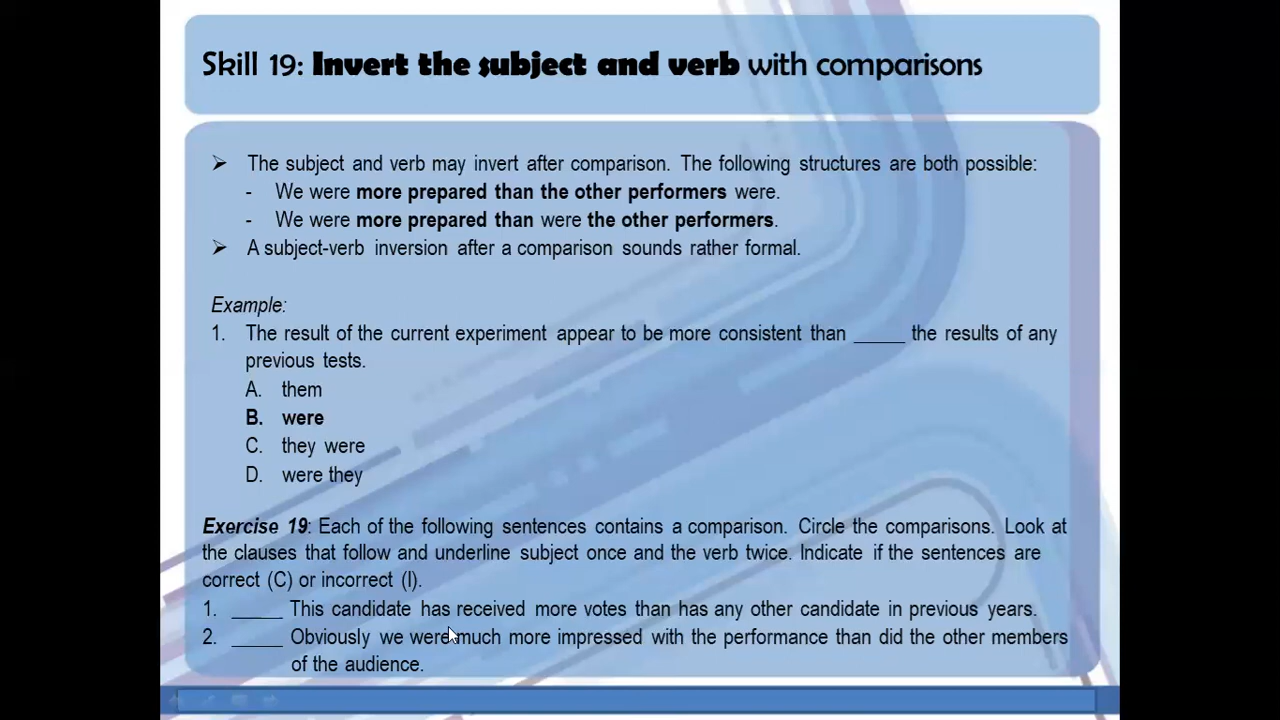 Skill 19: Invert the subject and verb with comparisons
➢ The subject and verb may invert after comparison. The following structures are both possible:
- We were more prepared than the other performers were.
- We were more prepared than were the other performers.
➢ A subject-verb inversion after a comparison sounds rather formal.
Example:
1. The result of the current experiment appear to be more consistent than _____ the results of any
previous tests.
A. them
B. were
C. they were
D. were they
Exercise 19: Each of the following sentences contains a comparison. Circle the comparisons. Look at
the clauses that follow and underline subject once and the verb twice. Indicate if the sentences are
correct (C) or incorrect (I).
1. _____ This candidate has received more votes than has any other candidate in previous years.
2. _____ Obviously we were much more impressed with the performance than did the other members
of the audience.